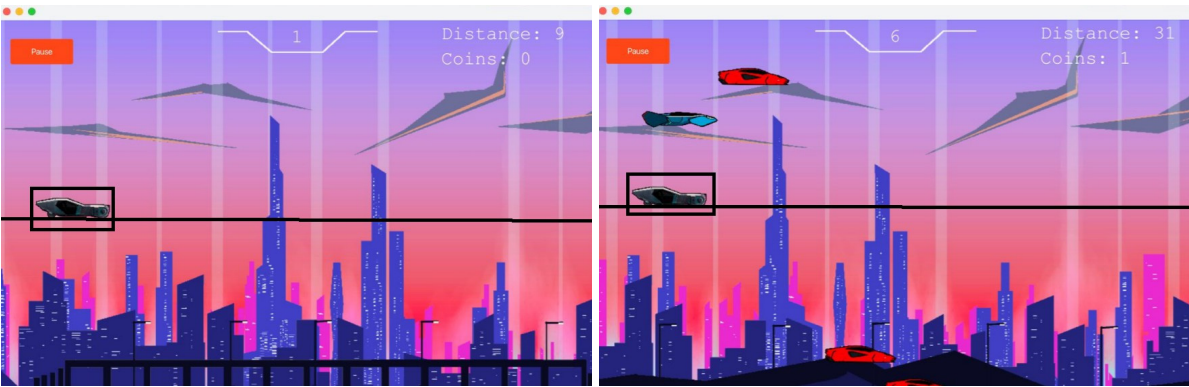 Pause
1
Distance: 9
Coins: 0
Pause
6
Distance: 31
Coins: 1